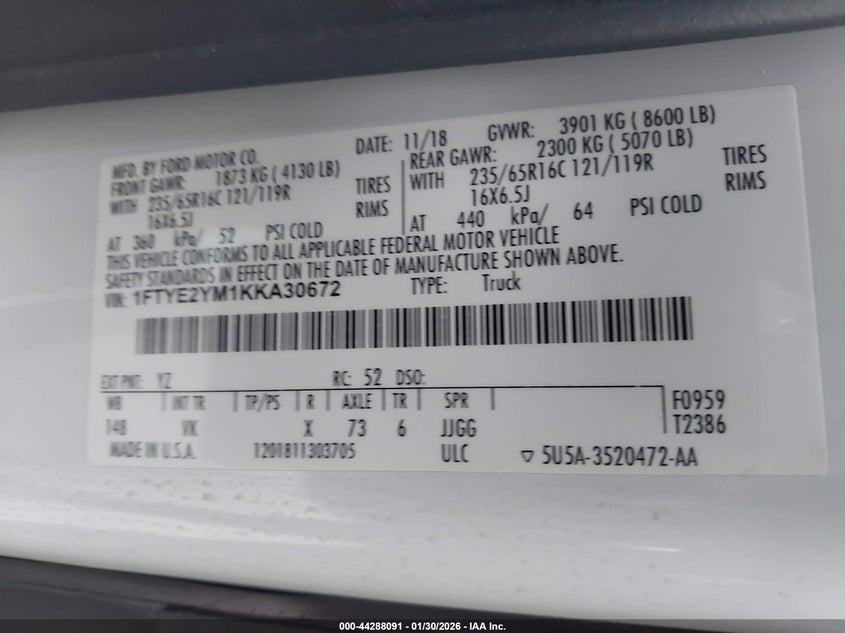 MFD. BY FORD MOTOR CO. DATE: 11/18 GVWR: 3901 KG ( 8600 LB)
FRONT GAWR: 1873 KG ( 4130 LB) REAR GAWR: 2300 KG ( 5070 LB)
WITH 235/65R16C 121/119R TIRES WITH 235/65R16C 121/119R TIRES
16X6.5J RIMS 16X6.5J RIMS
AT 360 kPa/ 52 PSI COLD AT 440 kPa/ 64 PSI COLD
THIS VEHICLE CONFORMS TO ALL APPLICABLE FEDERAL MOTOR VEHICLE
SAFETY STANDARDS IN EFFECT ON THE DATE OF MANUFACTURE SHOWN ABOVE.
VIN: 1FTYE2YM1KKA30672 TYPE: Truck
EXT PNT: YZ RC: 52 DSO:
WB INT TR TP/PS R AXLE TR SPR F0959
148 VK X 73 6 JJGG T2386
MADE IN U.S.A. 1201811303705 ULC ▽ 5U5A-3520472-AA
000-44288091 - 01/30/2026 - IAA Inc.